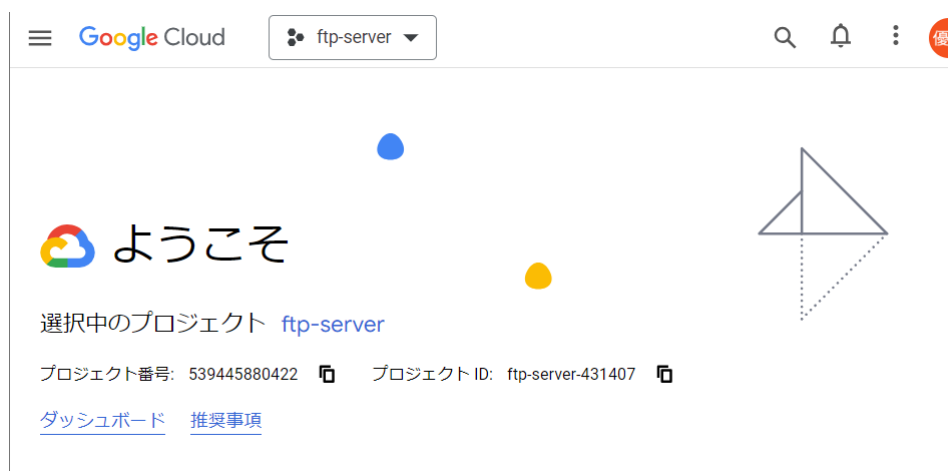 Google Cloud ftp-server 優
ようこそ
選択中のプロジェクト ftp-server
プロジェクト番号: 539445880422 プロジェクト ID: ftp-server-431407
ダッシュボード 推奨事項